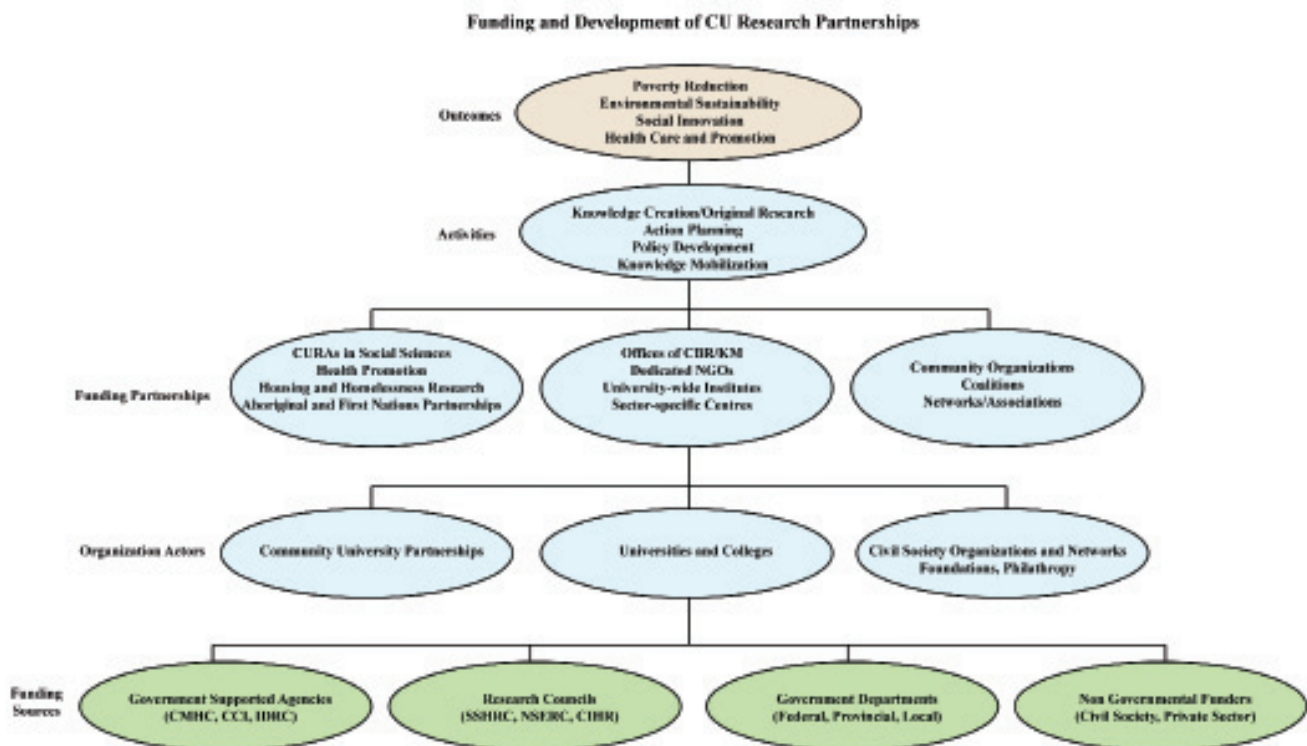 Funding and Development of CU Research Partnerships
Outcomes
Poverty Reduction
Environmental Sustainability
Social Innovation
Health Care and Promotion
Activities
Knowledge Creation/Original Research
Action Planning
Policy Development
Knowledge Mobilization
Funding Partnerships
CURAs in Social Sciences
Health Promotion
Housing and Homelessness Research
Aboriginal and First Nations Partnerships
Offices of CBR/KM
Dedicated NGOs
University-wide Institutes
Sector-specific Centres
Community Organizations
Coalitions
Networks/Associations
Organization Actors
Community University Partnerships
Universities and Colleges
Civil Society Organizations and Networks
Foundations, Philathropy
Funding
Sources
Government Supported Agencies
(CMHC, CCI, IDRC)
Research Councils
(SSHRC, NSERC, CIHR)
Government Departments
(Federal, Provincial, Local)
Non Governmental Funders
(Civil Society, Private Sector)